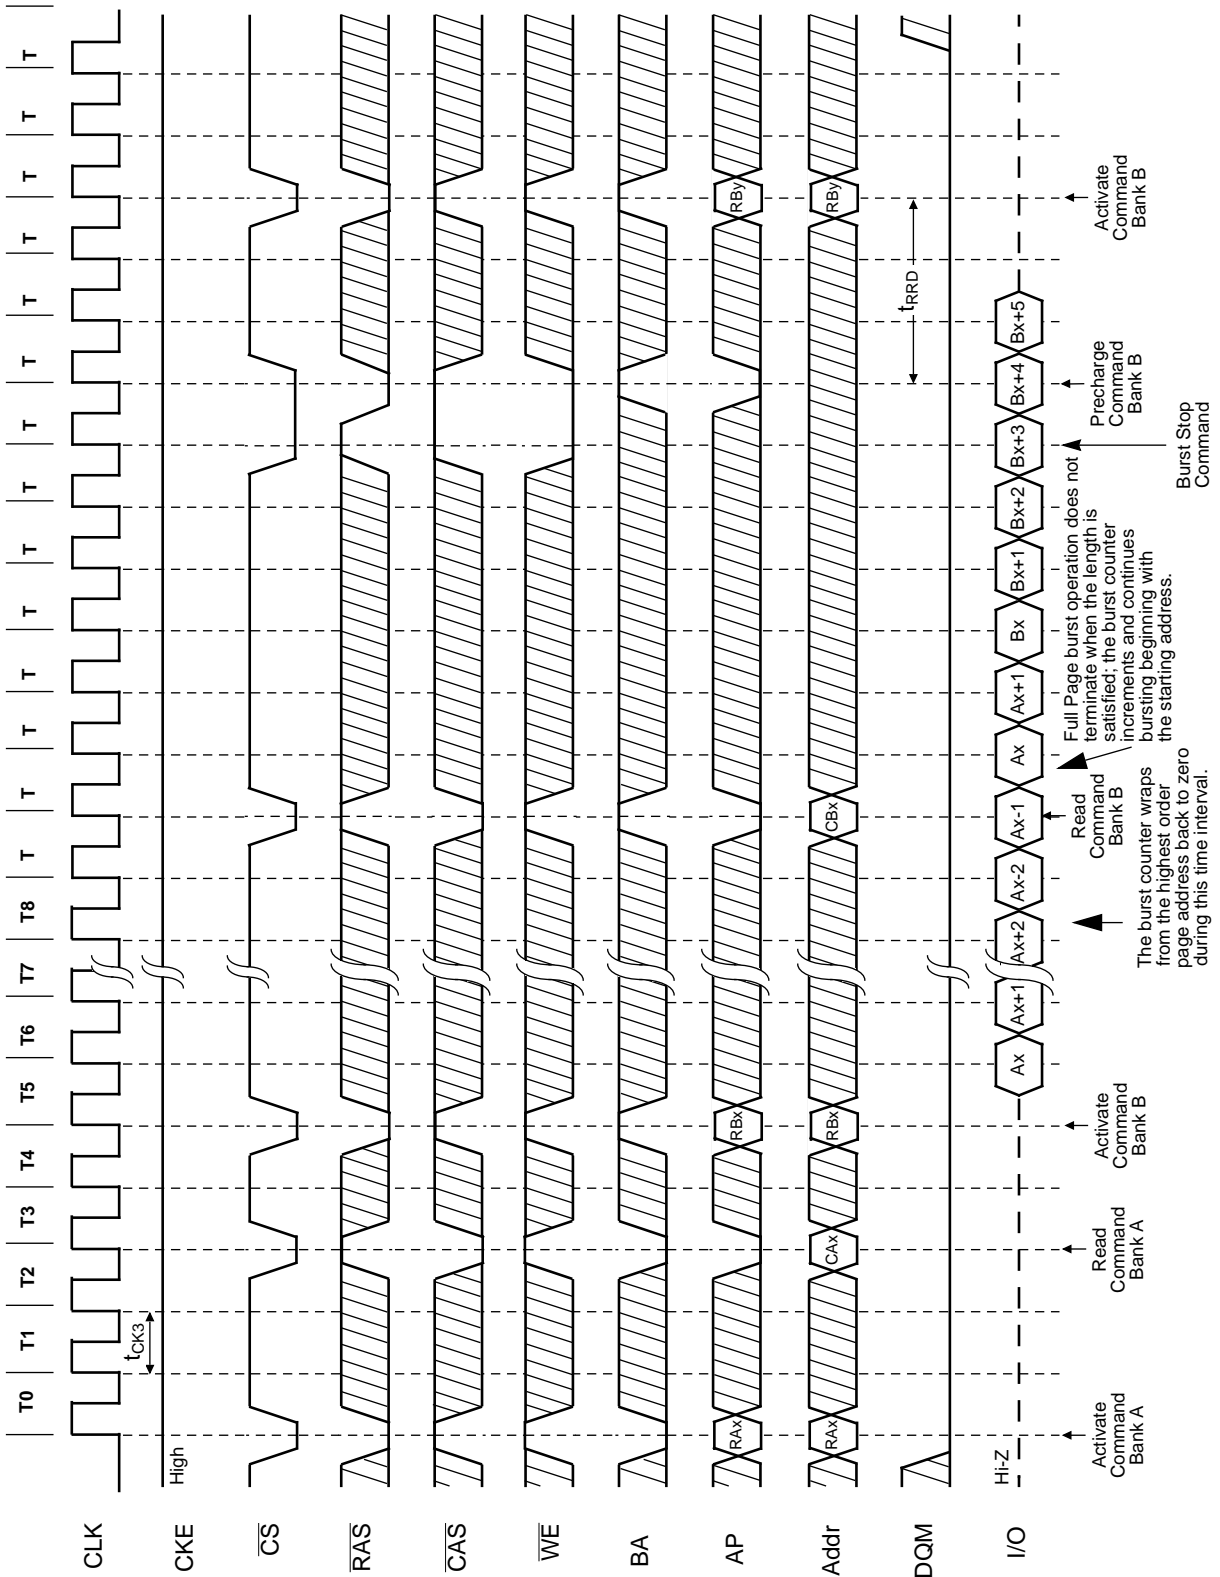 T0 T1 T2 T3 T4 T5 T6 T7 T8 T T T T T T T T T T T T T T
CLK
tCK3
CKE
High
CS
RAS
CAS
WE
BA
AP
RAx RBx RBy
Addr
RAx CAx RBx CBx RBy
tRRD
DQM
I/O
Hi-Z
Ax Ax+1 Ax+2 Ax-2 Ax-1 Ax Ax+1 Bx Bx+1 Bx+2 Bx+3 Bx+4 Bx+5
Activate
Command
Bank A
Read
Command
Bank A
Activate
Command
Bank B
The burst counter wraps
from the highest order
page address back to zero
during this time interval.
Read
Command
Bank B
Full Page burst operation does not
terminate when the length is
satisfied; the burst counter
increments and continues
bursting beginning with
the starting address.
Burst Stop
Command
Precharge
Command
Bank B
Activate
Command
Bank B